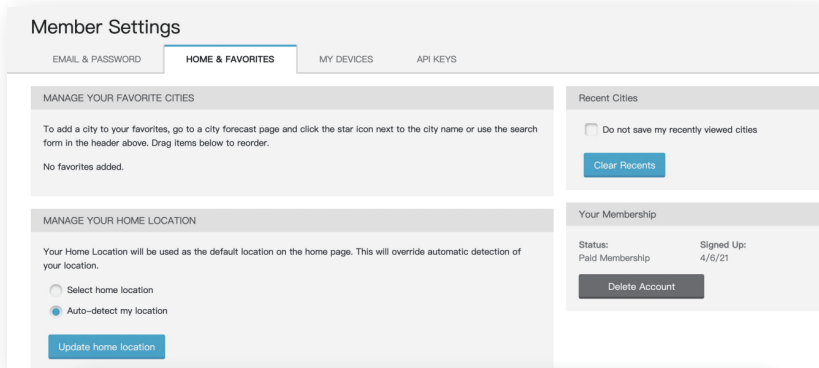 Member Settings
EMAIL & PASSWORD
HOME & FAVORITES
MY DEVICES
API KEYS
MANAGE YOUR FAVORITE CITIES
To add a city to your favorites, go to a city forecast page and click the star icon next to the city name or use the search
form in the header above. Drag items below to reorder.
No favorites added.
MANAGE YOUR HOME LOCATION
Your Home Location will be used as the default location on the home page. This will override automatic detection of
your location.
Select home location
Auto-detect my location
Update home location
Recent Cities
Do not save my recently viewed cities
Clear Recents
Your Membership
Status:
Paid Membership
Signed Up:
4/6/21
Delete Account